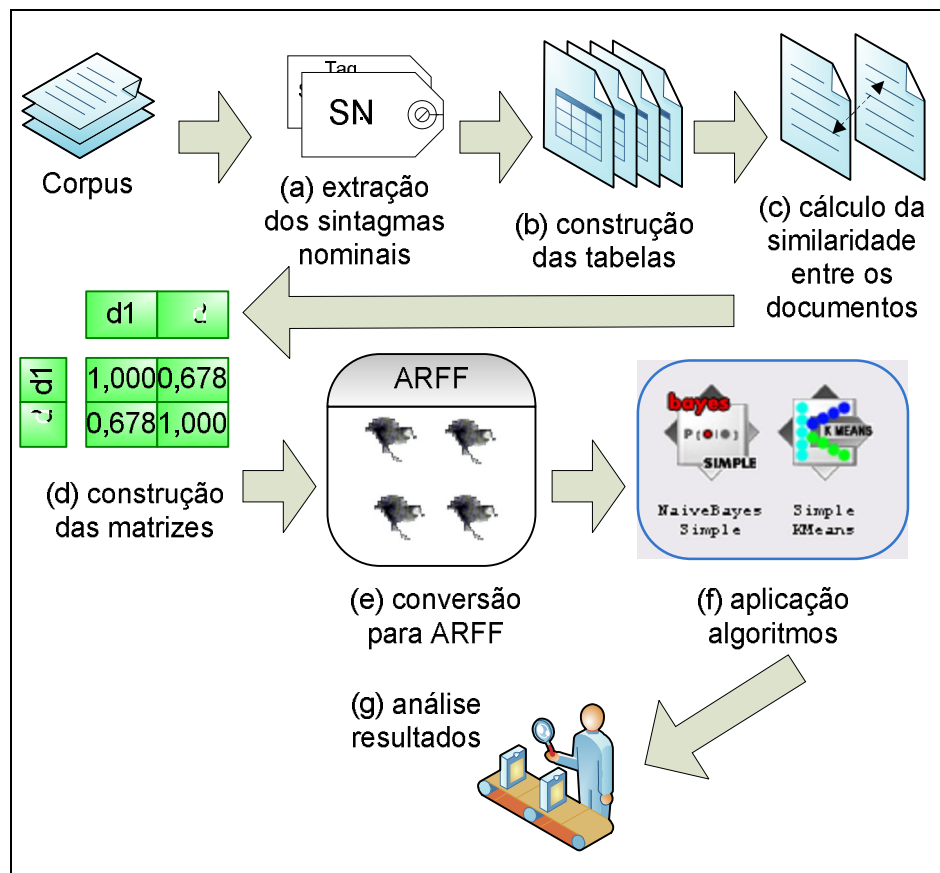 Tag
SN
Corpus
(a) extração
dos sintagmas
nominais
(b) construção
das tabelas
(c) cálculo da
similaridade
entre os
documentos
d1
d1
1,000 0,678
0,678 1,000
(d) construção
das matrizes
ARFF
(e) conversão
para ARFF
bayes
SIMPLE
K MEANS
NaiveBayes
Simple
Simple
KMeans
(f) aplicação
algoritmos
(g) análise
resultados